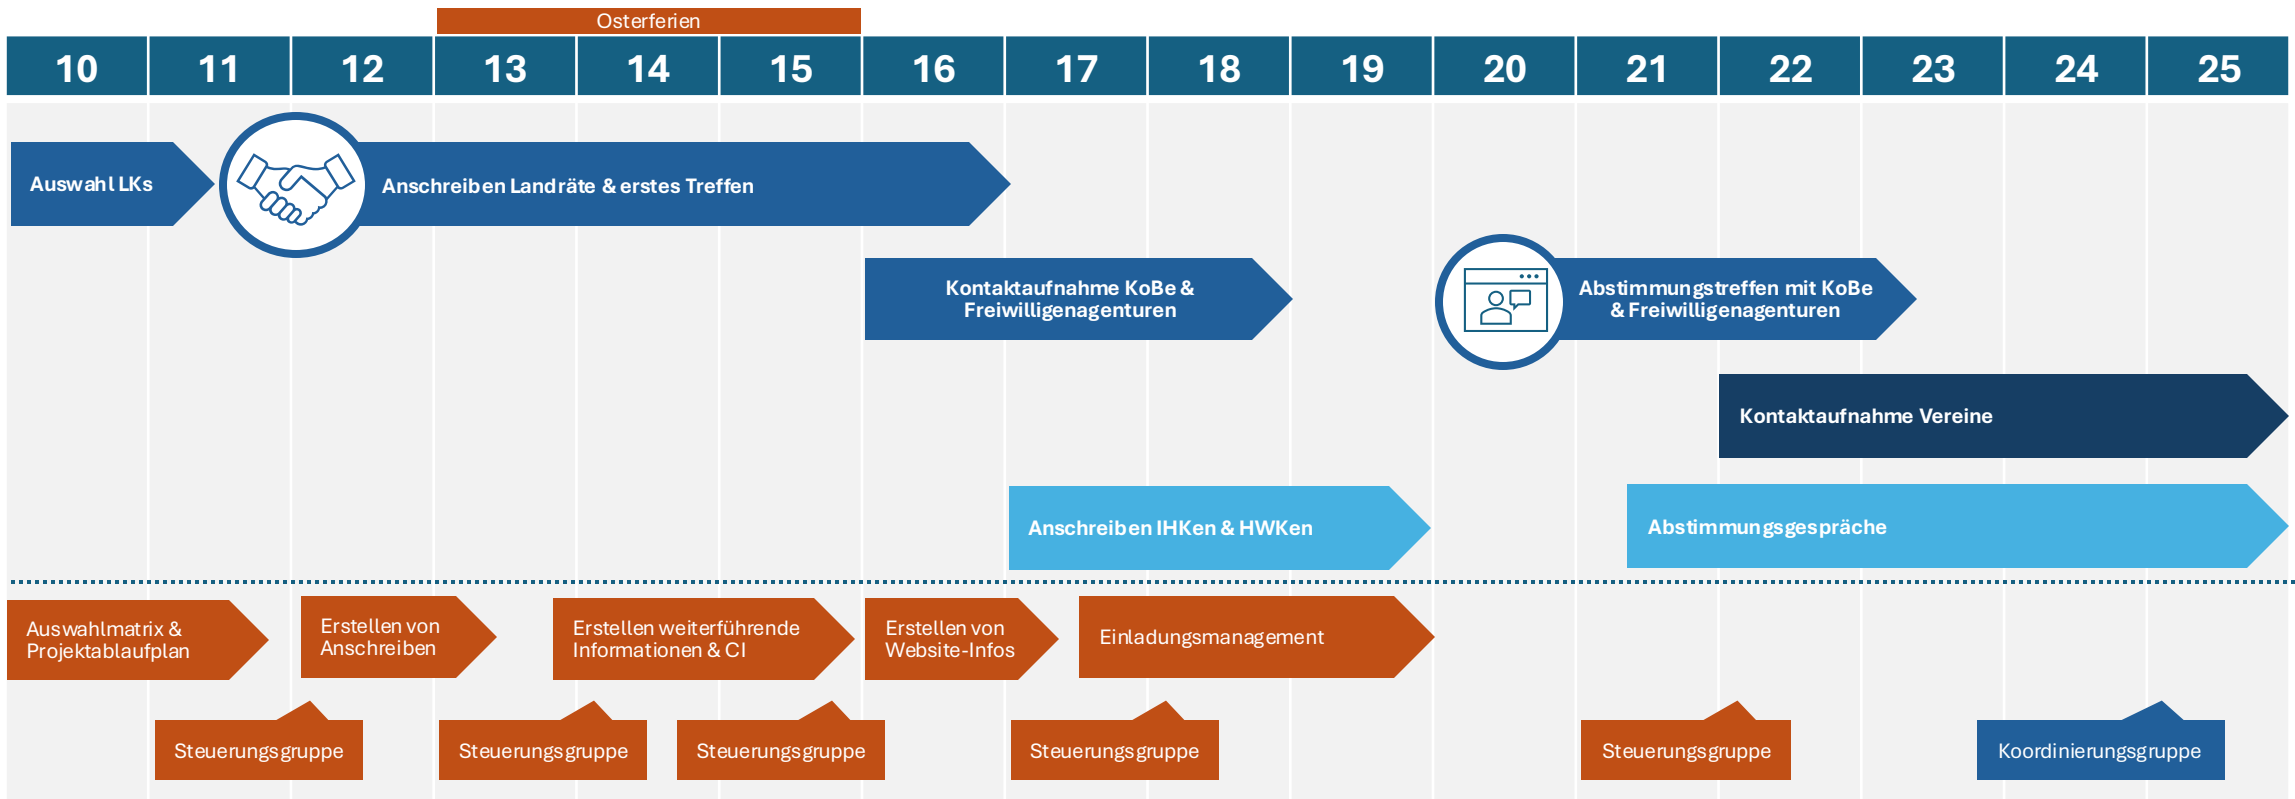 Osterferien
10 11 12 13 14 15 16 17 18 19 20 21 22 23 24 25
Auswahl LKs
Anschreiben Landräte & erstes Treffen
Kontaktaufnahme KoBe &
Freiwilligenagenturen
Abstimmungstreffen mit KoBe
& Freiwilligenagenturen
Kontaktaufnahme Vereine
Anschreiben IHKen & HWKen
Abstimmungsgespräche
Auswahlmatrix &
Projektablaufplan
Erstellen von
Anschreiben
Erstellen weiterführende
Informationen & CI
Erstellen von
Website-Infos
Einladungsmanagement
Steuerungsgruppe
Steuerungsgruppe
Steuerungsgruppe
Steuerungsgruppe
Steuerungsgruppe
Koordinierungsgruppe